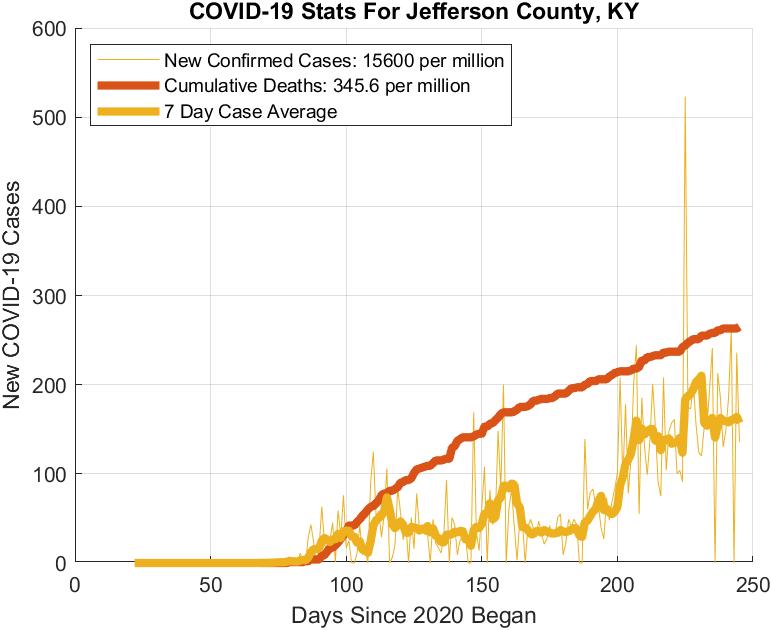 COVID-19 Stats For Jefferson County, KY
600
New Confirmed Cases: 15600 per million
Cumulative Deaths: 345.6 per million
7 Day Case Average
500
400
300
200
100
0
New COVID-19 Cases
0 50 100 150 200 250
Days Since 2020 Began